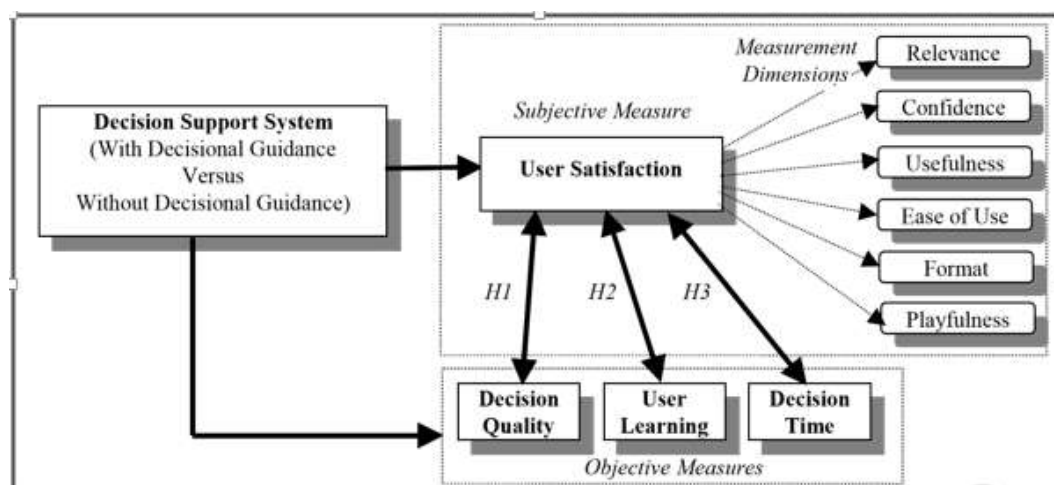 Decision Support System
(With Decisional Guidance
Versus
Without Decisional Guidance)
Subjective Measure
User Satisfaction
Measurement
Dimensions
Relevance
Confidence
Usefulness
Ease of Use
Format
Playfulness
H1
H2
H3
Decision
Quality
User
Learning
Decision
Time
Objective Measures